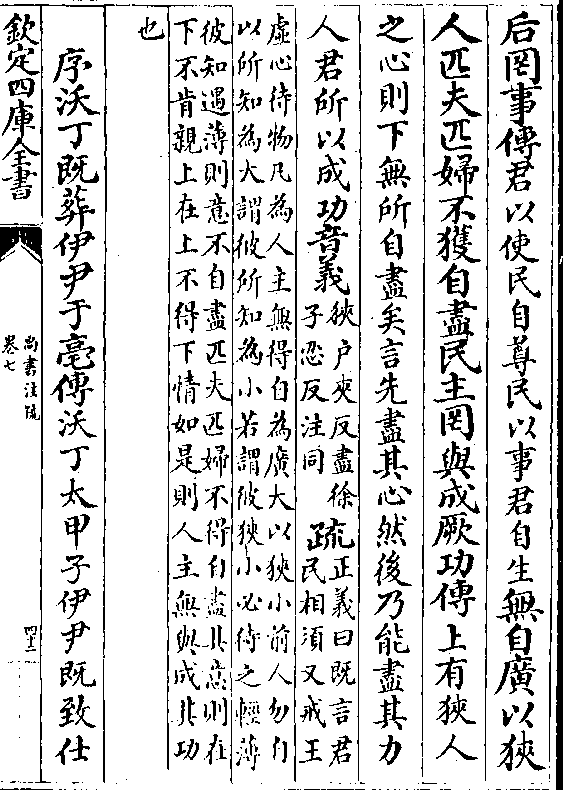 后罔事傳君以使民自尊民以事君自生無自廣以狹
人匹夫匹婦不獲自盡民主罔與成厥功傳上有狹人
之心則下無所自盡矣言先盡其心然後乃能盡其力
人君所以成功音義狹户夾反盡徐
子忍反注同疏正義曰既言君
民相須又戒王
虛心待物凡為人主無得自為廣大以狹小前人勿自
以所知為大謂彼所知為小若謂彼狹小必待之輕薄
彼知遇薄則意不自盡匹夫匹婦不得自盡其意則在
下不肯親上在上不得下情如是則人主無與成其功
也
序沃丁既葬伊尹于亳傳沃丁太甲子伊尹既致仕
欽定四庫全書
尚書注疏
卷七
四十三